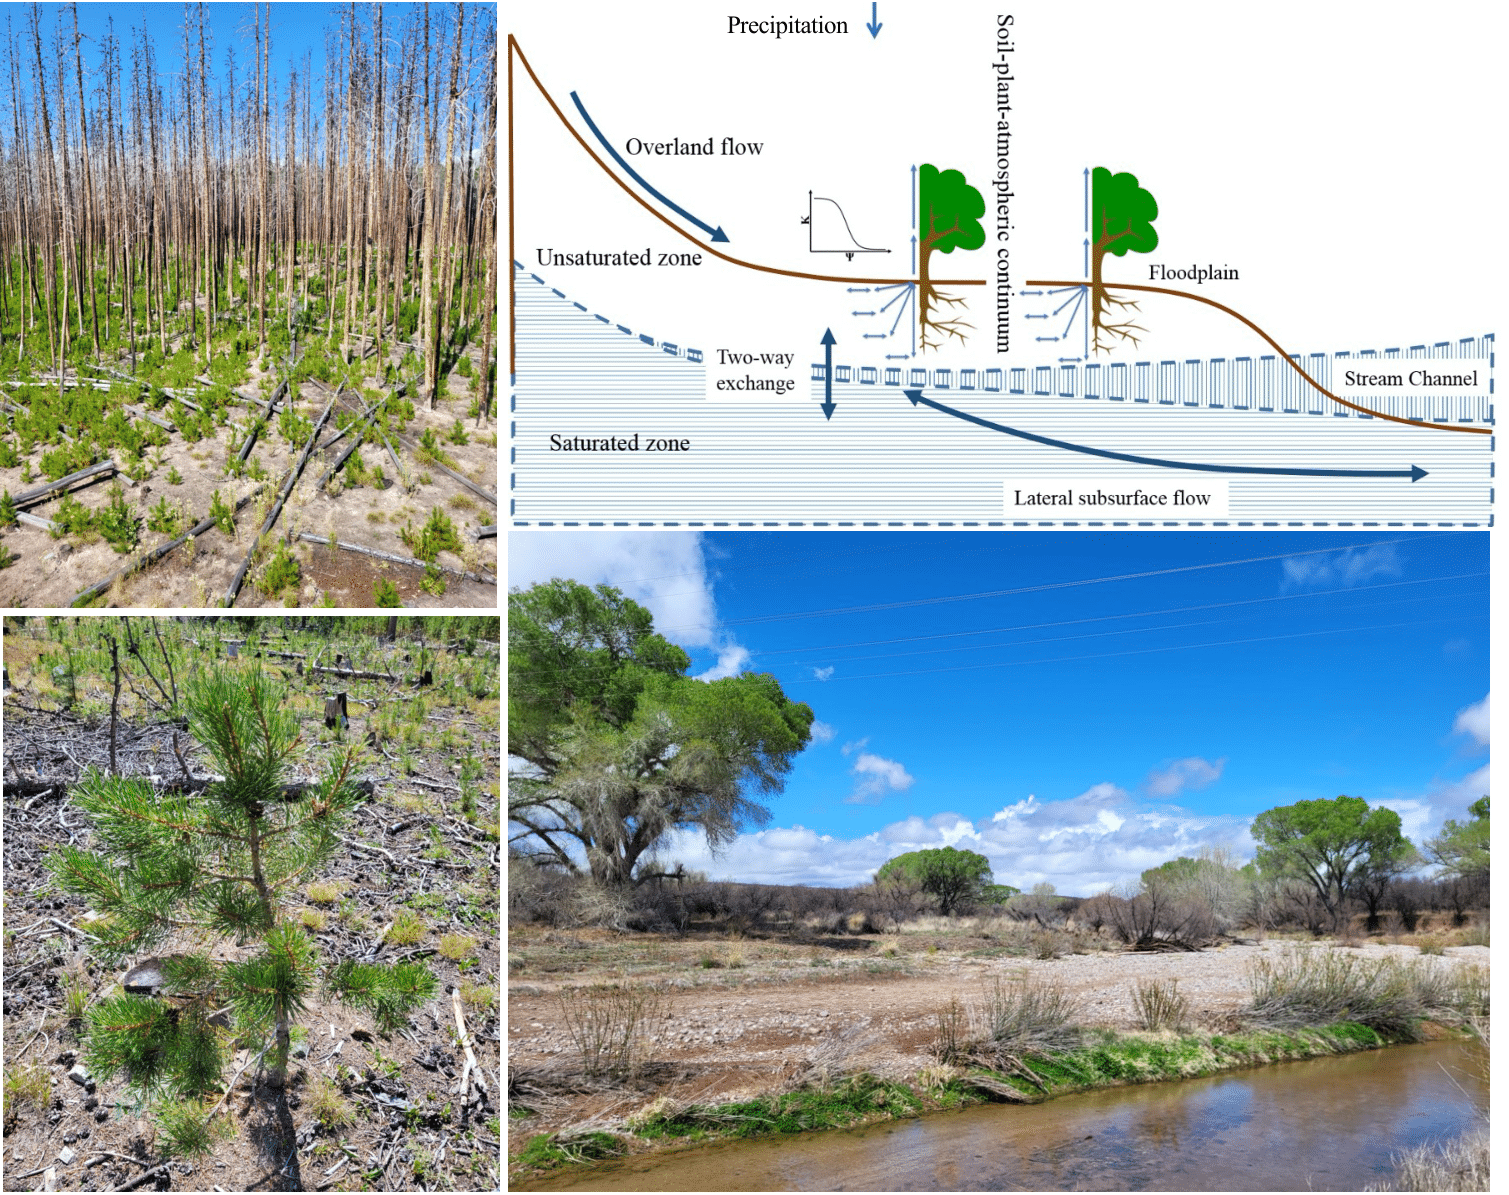 Precipitation
Soil-plant-atmospheric continuum
Overland flow
K
Ψ
Unsaturated zone
Floodplain
Two-way
exchange
Stream Channel
Saturated zone
Lateral subsurface flow